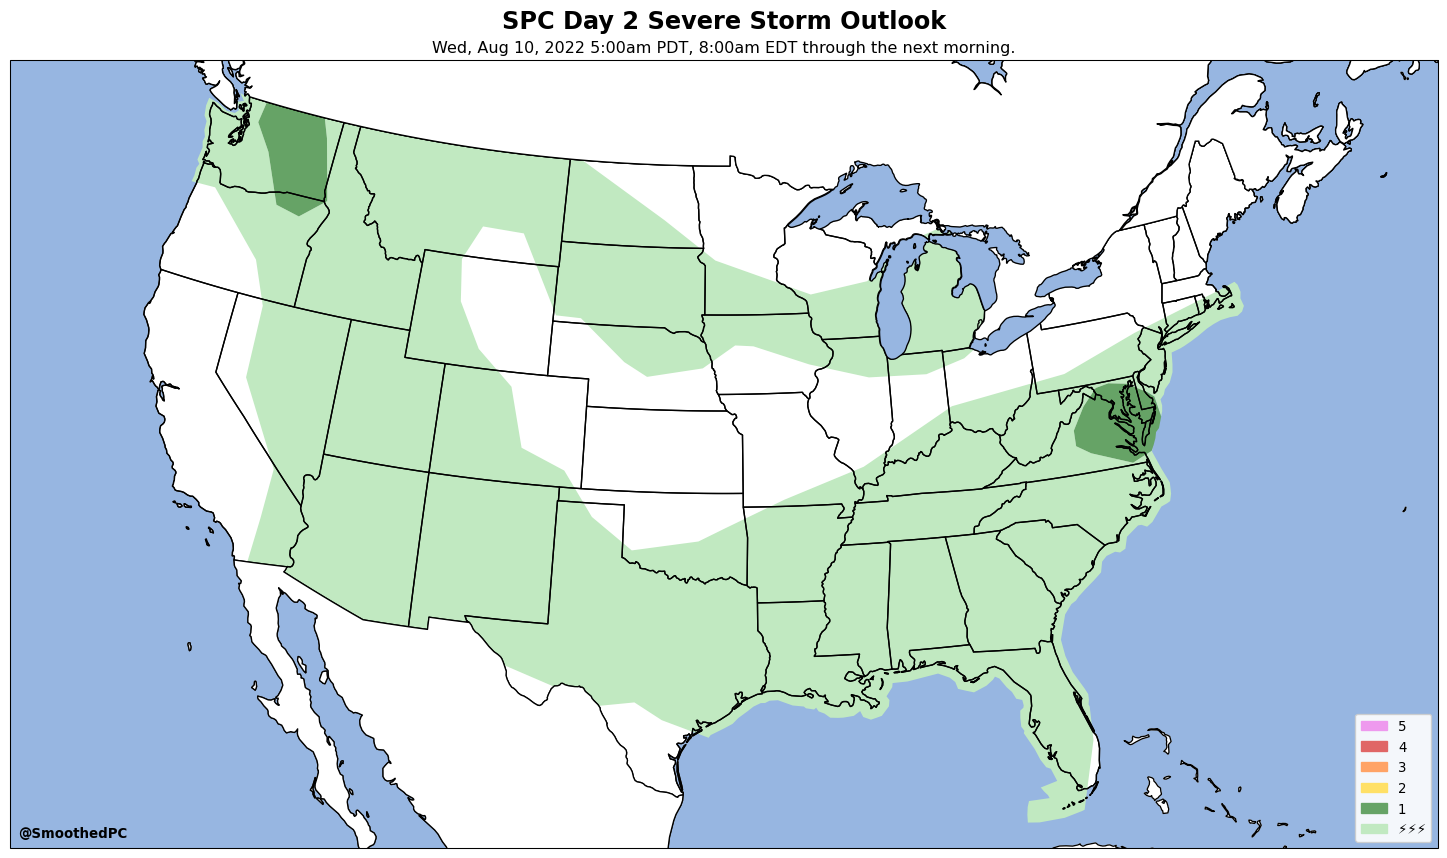 SPC Day 2 Severe Storm Outlook
Wed, Aug 10, 2022 5:00am PDT, 8:00am EDT through the next morning.
5
4
3
2
1
⚡⚡⚡
@SmoothedPC